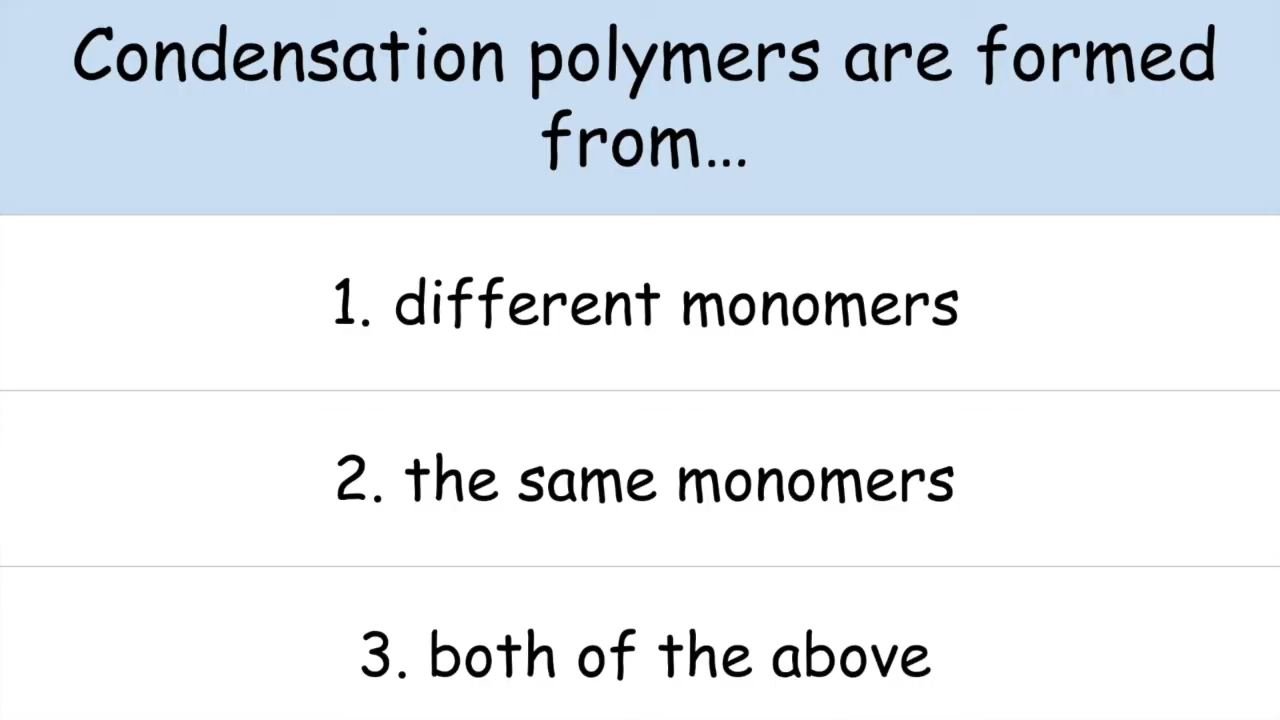 Condensation polymers are formed
from...
1. different monomers
2. the same monomers
3. both of the above